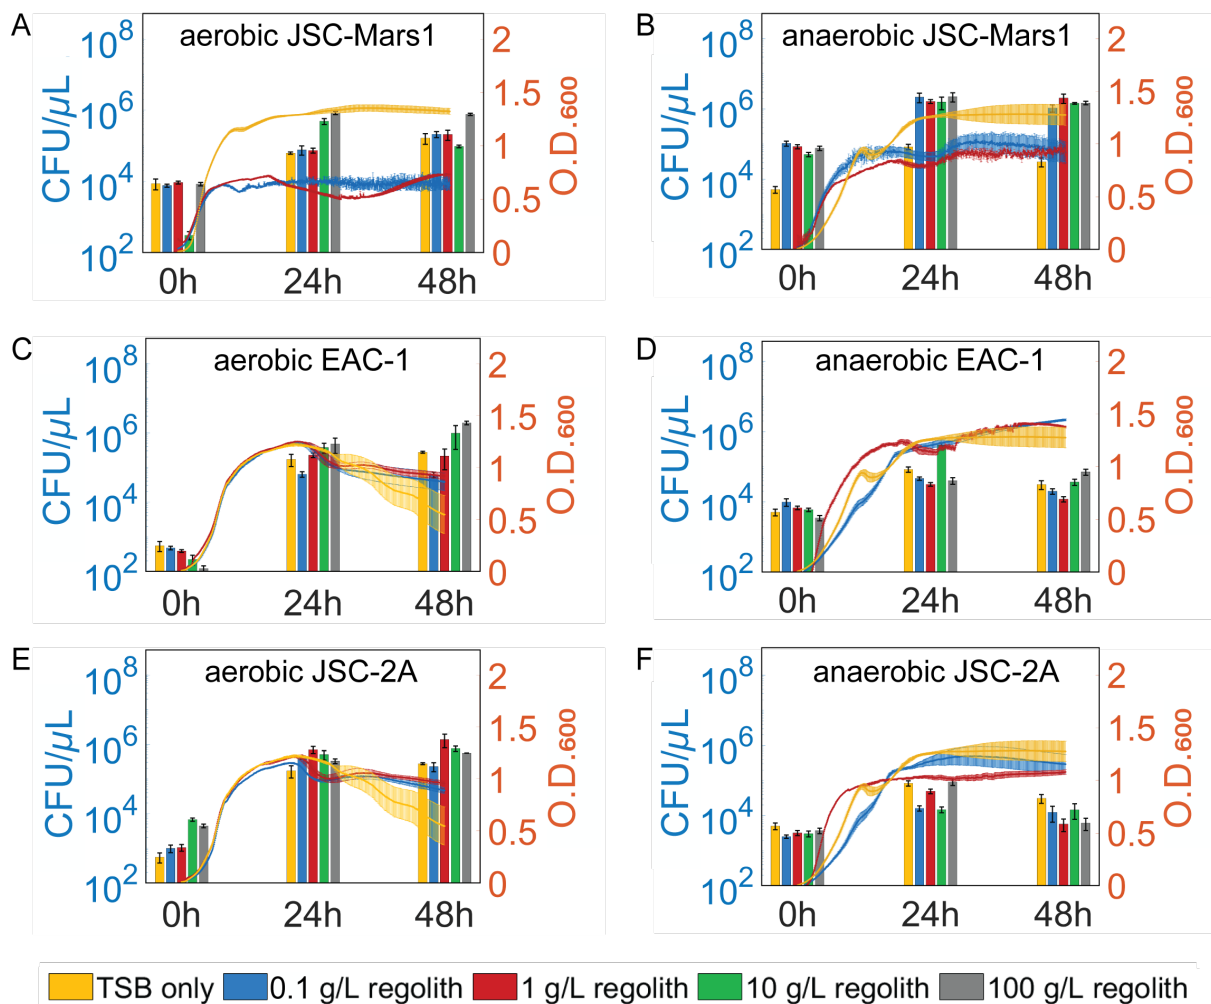 A
aerobic JSC-Mars1
CFU/µL
10⁸
10⁶
10⁴
10²
2
1.5
1
0.5
0
O.D.₆₀₀
0h 24h 48h
B
anaerobic JSC-Mars1
CFU/µL
10⁸
10⁶
10⁴
10²
2
1.5
1
0.5
0
O.D.₆₀₀
0h 24h 48h
C
aerobic EAC-1
CFU/µL
10⁸
10⁶
10⁴
10²
2
1.5
1
0.5
0
O.D.₆₀₀
0h 24h 48h
D
anaerobic EAC-1
CFU/µL
10⁸
10⁶
10⁴
10²
2
1.5
1
0.5
0
O.D.₆₀₀
0h 24h 48h
E
aerobic JSC-2A
CFU/µL
10⁸
10⁶
10⁴
10²
2
1.5
1
0.5
0
O.D.₆₀₀
0h 24h 48h
F
anaerobic JSC-2A
CFU/µL
10⁸
10⁶
10⁴
10²
2
1.5
1
0.5
0
O.D.₆₀₀
0h 24h 48h
TSB only 0.1 g/L regolith 1 g/L regolith 10 g/L regolith 100 g/L regolith